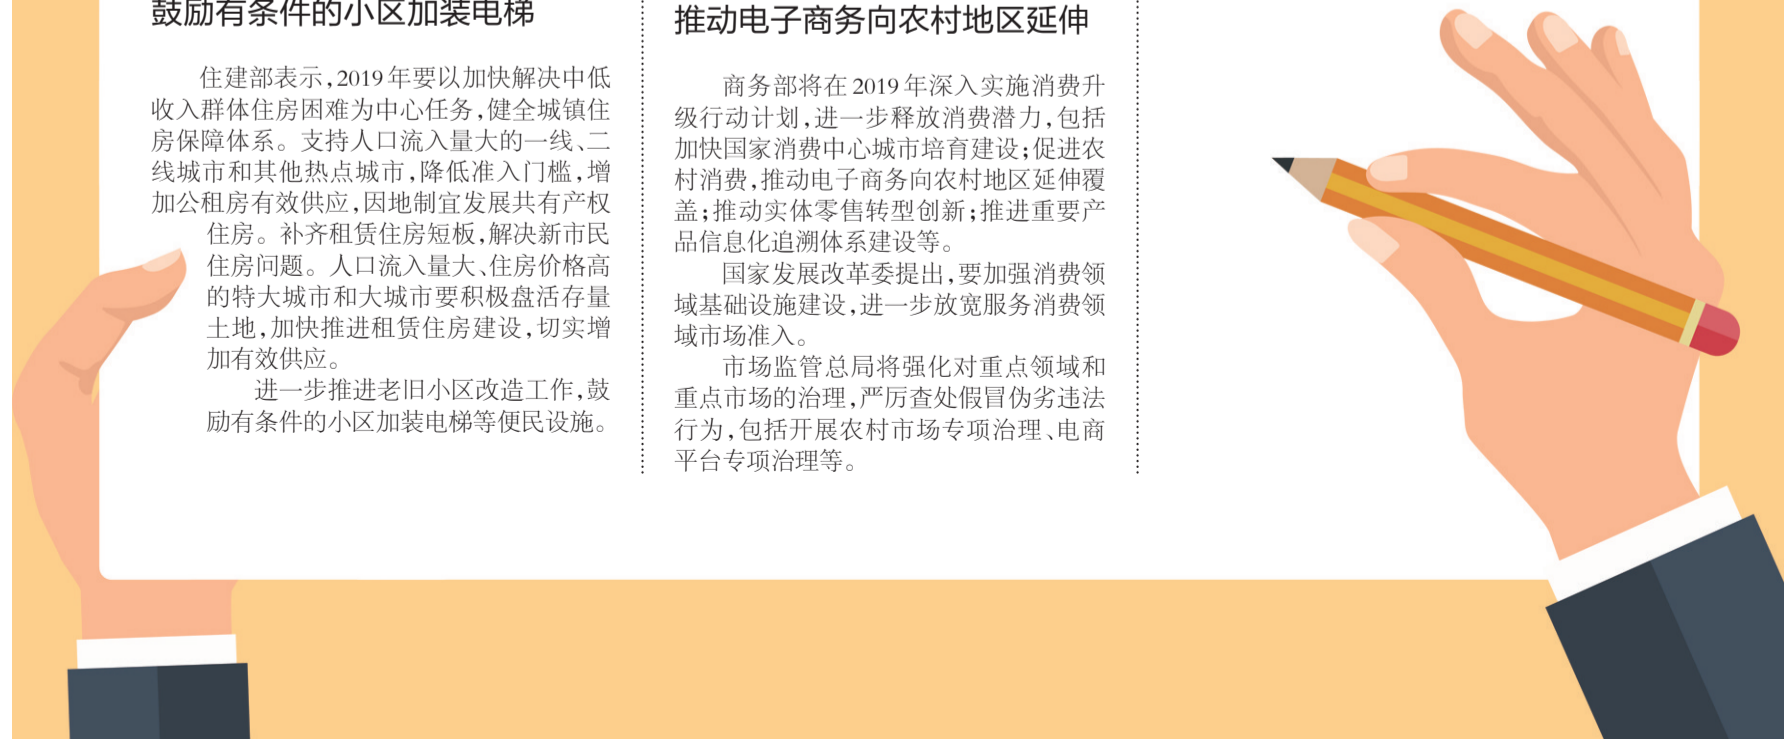 鼓励有条件的小区加装电梯
住建部表示,2019年要以加快解决中低
收入群体住房困难为中心任务,健全城镇住
房保障体系。支持人口流入量大的一线、二
线城市和其他热点城市,降低准入门槛,增
加公租房有效供应,因地制宜发展共有产权
住房。补齐租赁住房短板,解决新市民
住房问题。人口流入量大、住房价格高
的特大城市和大城市要积极盘活存量
土地,加快推进租赁住房建设,切实增
加有效供应。
进一步推进老旧小区改造工作,鼓
励有条件的小区加装电梯等便民设施。
推动电子商务向农村地区延伸
商务部将在2019年深入实施消费升
级行动计划,进一步释放消费潜力,包括
加快国家消费中心城市培育建设;促进农
村消费,推动电子商务向农村地区延伸覆
盖;推动实体零售转型创新;推进重要产
品信息化追溯体系建设等。
国家发展改革委提出,要加强消费领
域基础设施建设,进一步放宽服务消费领
域市场准入。
市场监管总局将强化对重点领域和
重点市场的治理,严厉查处假冒伪劣违法
行为,包括开展农村市场专项治理、电商
平台专项治理等。